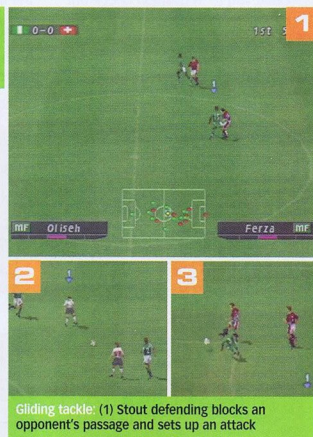 1
0-0
1ST 5
MF Oliseh
Ferza MF
2
3
Gliding tackle: (1) Stout defending blocks an
opponent's passage and sets up an attack